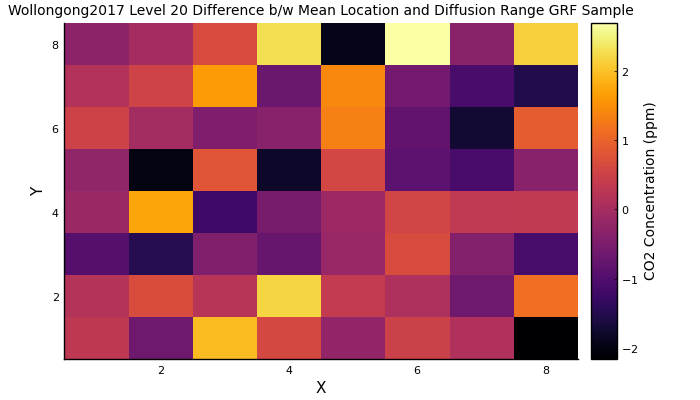 Wollongong2017 Level 20 Difference b/w Mean Location and Diffusion Range GRF Sample
8
6
4
2
Y
2 4 6 8
X
2
1
0
−1
−2
CO2 Concentration (ppm)